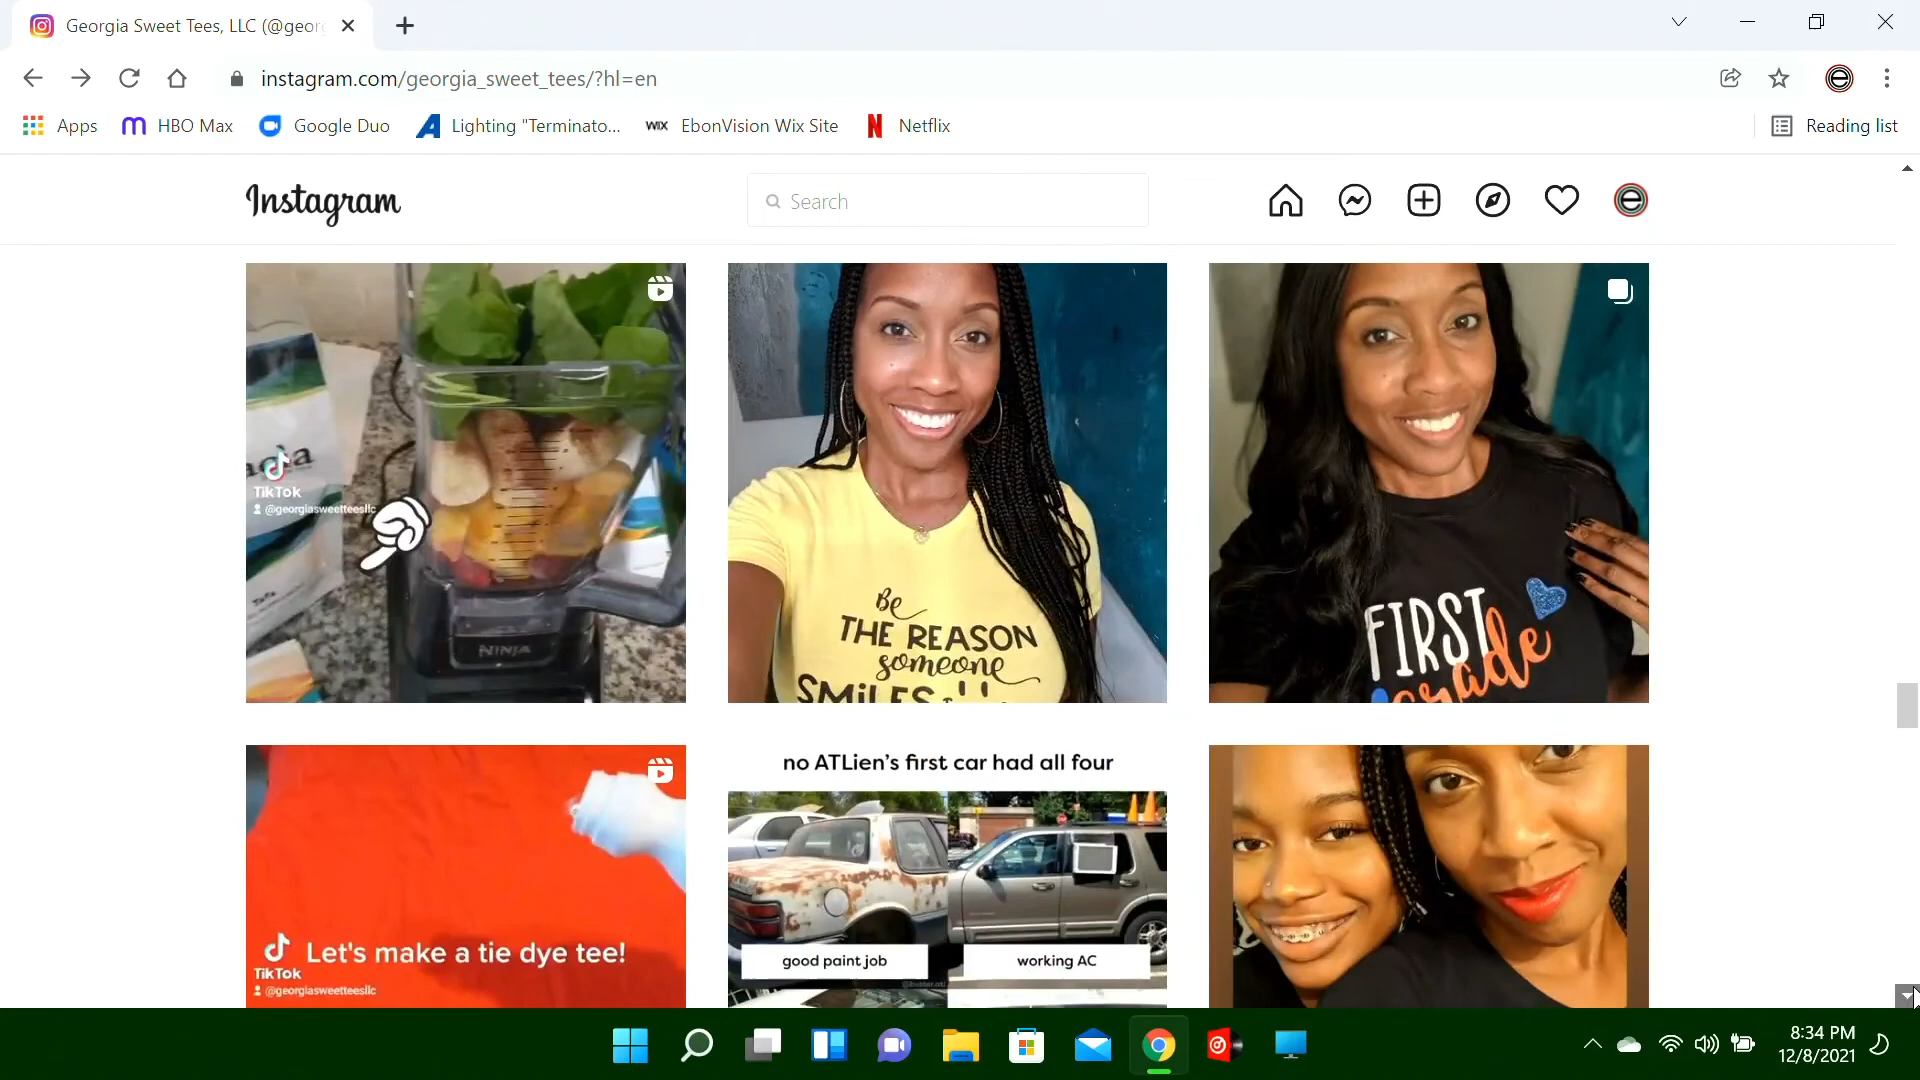 Georgia Sweet Tees, LLC (@geor
instagram.com/georgia_sweet_tees/?hl=en
Apps
HBO Max
Google Duo
Lighting "Terminato...
WIX
EbonVision Wix Site
Netflix
Reading list
Instagram
Search
TikTok
@georgiasweetteesllc
NINJA
Be
THE REASON
someone
SMiLES
FIRST
grade
Let's make a tie dye tee!
TikTok
@georgiasweetteesllc
no ATLien's first car had all four
good paint job
working AC
8:34 PM
12/8/2021